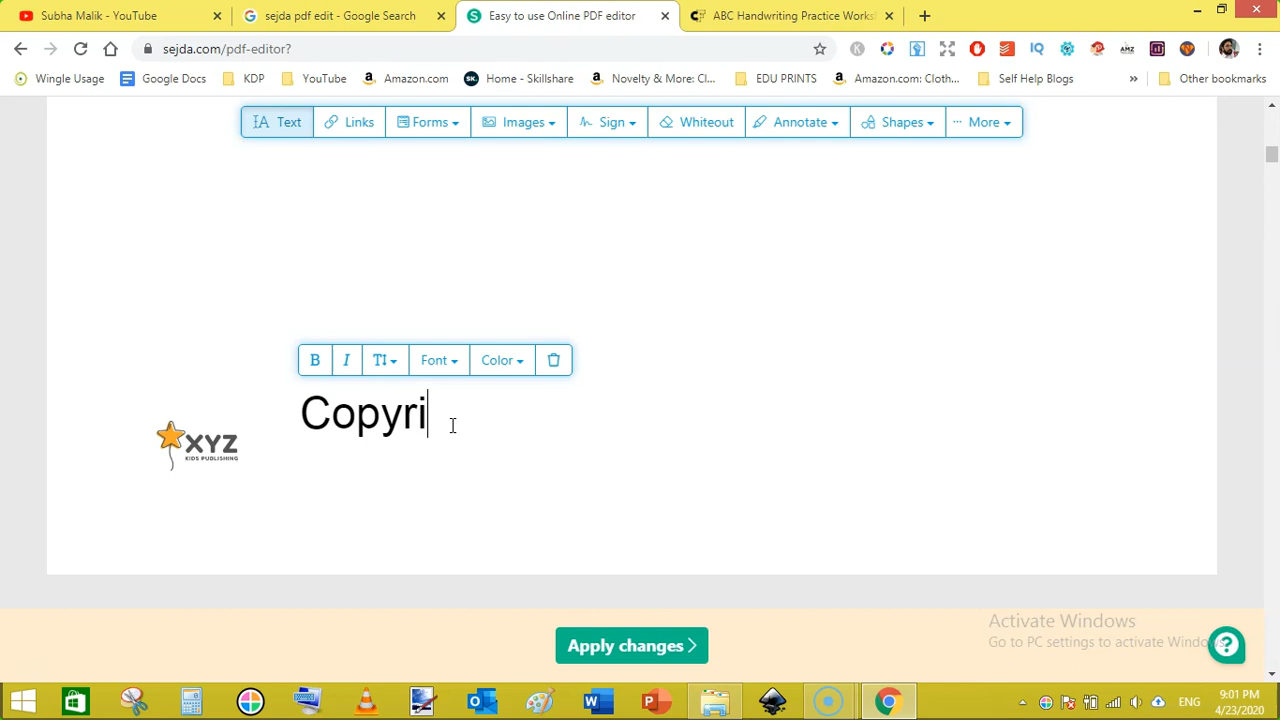 Subha Malik - YouTube
sejda pdf edit - Google Search
Easy to use Online PDF editor
ABC Handwriting Practice Works
sejda.com/pdf-editor?
Wingle Usage
Google Docs
KDP
YouTube
Amazon.com
Home - Skillshare
Novelty & More: Cl...
EDU PRINTS
Amazon.com: Cloth...
Self Help Blogs
Other bookmarks
Text
Links
Forms
Images
Sign
Whiteout
Annotate
Shapes
More
B
I
Font
Color
Copyri
XYZ
KIDS PUBLISHING
Apply changes
Activate Windows
Go to PC settings to activate Windows.
ENG
9:01 PM
4/23/2020